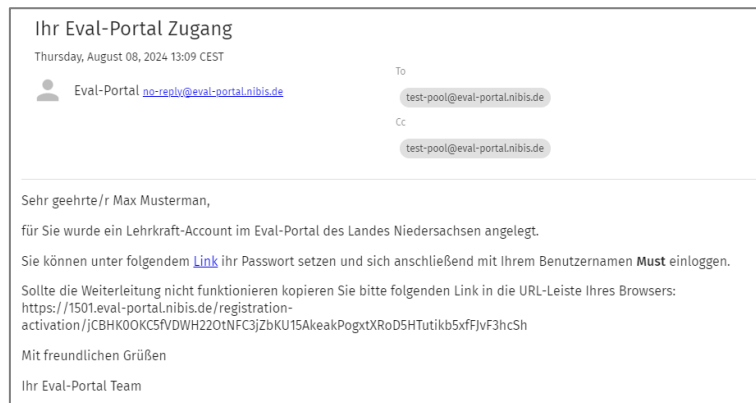 Ihr Eval-Portal Zugang
Thursday, August 08, 2024 13:09 CEST
Eval-Portal no-reply@eval-portal.nibis.de
To
test-pool@eval-portal.nibis.de
Cc
test-pool@eval-portal.nibis.de
Sehr geehrte/r Max Musterman,
für Sie wurde ein Lehrkraft-Account im Eval-Portal des Landes Niedersachsen angelegt.
Sie können unter folgendem Link ihr Passwort setzen und sich anschließend mit Ihrem Benutzernamen Must einloggen.
Sollte die Weiterleitung nicht funktionieren kopieren Sie bitte folgenden Link in die URL-Leiste Ihres Browsers:
https://1501.eval-portal.nibis.de/registration-
activation/jCBHK0OKC5fVDWH22OtNFC3jZbKU15AkeakPogxtXRoD5HTutikb5xfFJvF3hcSh
Mit freundlichen Grüßen
Ihr Eval-Portal Team